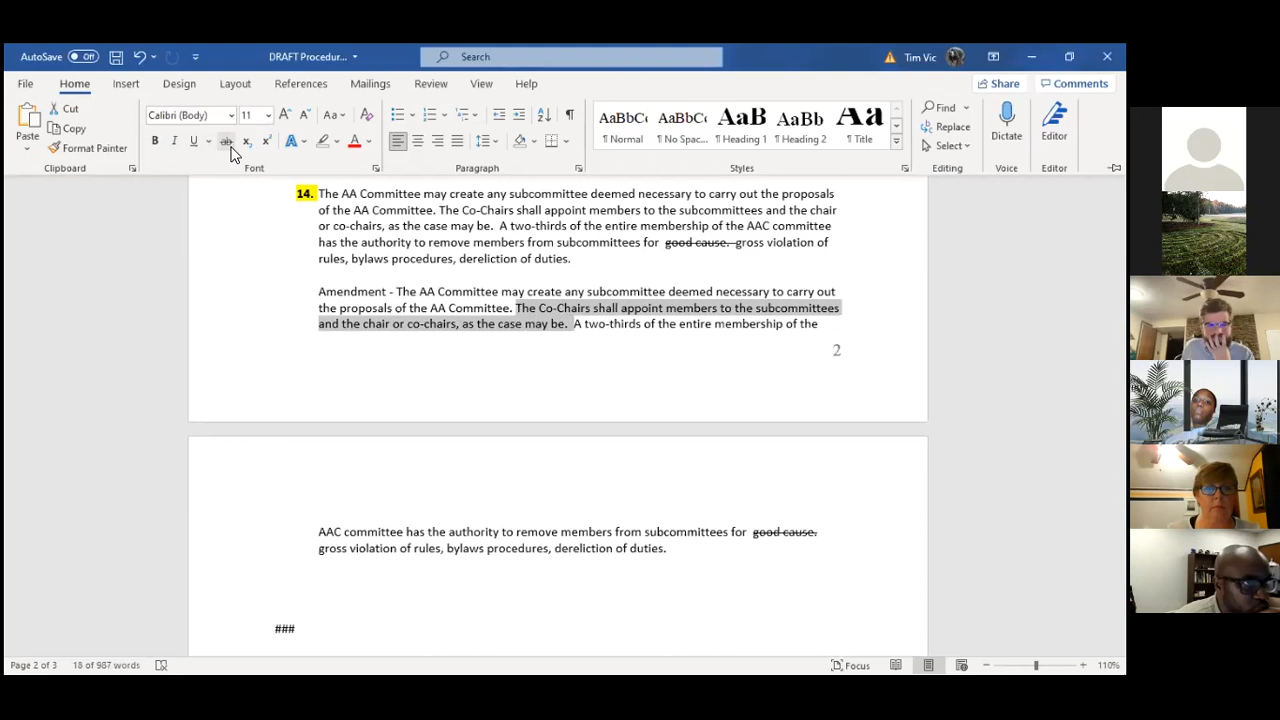 AutoSave Off DRAFT Procedur... Search Tim Vic
File Home Insert Design Layout References Mailings Review View Help Share Comments
Paste Cut Copy Format Painter Clipboard
Calibri (Body) 11 Aa Font
B I U ab x₂ x² A A
Paragraph
AaBbCc AaBbCc AaB AaBb Aa
¶ Normal ¶ No Spac... ¶ Heading 1 ¶ Heading 2 ¶ Title
Styles
Find Replace Select Editing
Dictate Voice
Editor Editor
14. The AA Committee may create any subcommittee deemed necessary to carry out the proposals
of the AA Committee. The Co-Chairs shall appoint members to the subcommittees and the chair
or co-chairs, as the case may be. A two-thirds of the entire membership of the AAC committee
has the authority to remove members from subcommittees for good cause. gross violation of
rules, bylaws procedures, dereliction of duties.
Amendment - The AA Committee may create any subcommittee deemed necessary to carry out
the proposals of the AA Committee. The Co-Chairs shall appoint members to the subcommittees
and the chair or co-chairs, as the case may be. A two-thirds of the entire membership of the
2
AAC committee has the authority to remove members from subcommittees for good cause.
gross violation of rules, bylaws procedures, dereliction of duties.
###
Page 2 of 3 18 of 987 words Focus 110%